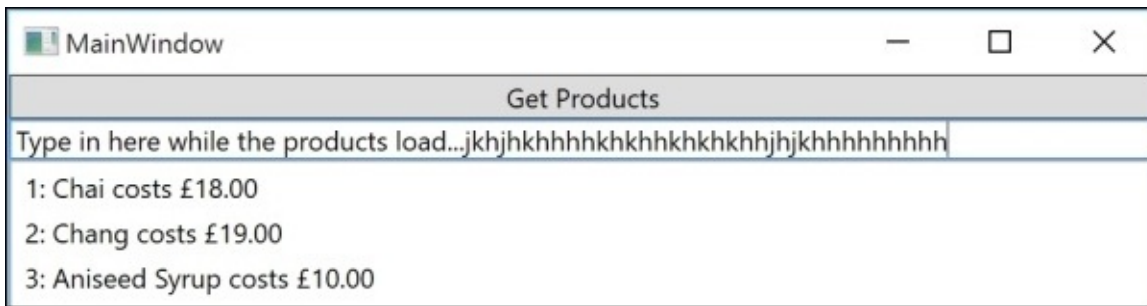 MainWindow
Get Products
Type in here while the products load...jkhjhkhhhhkhkhhkhkhkhhjhjkhhhhhhhhhh
1: Chai costs £18.00
2: Chang costs £19.00
3: Aniseed Syrup costs £10.00